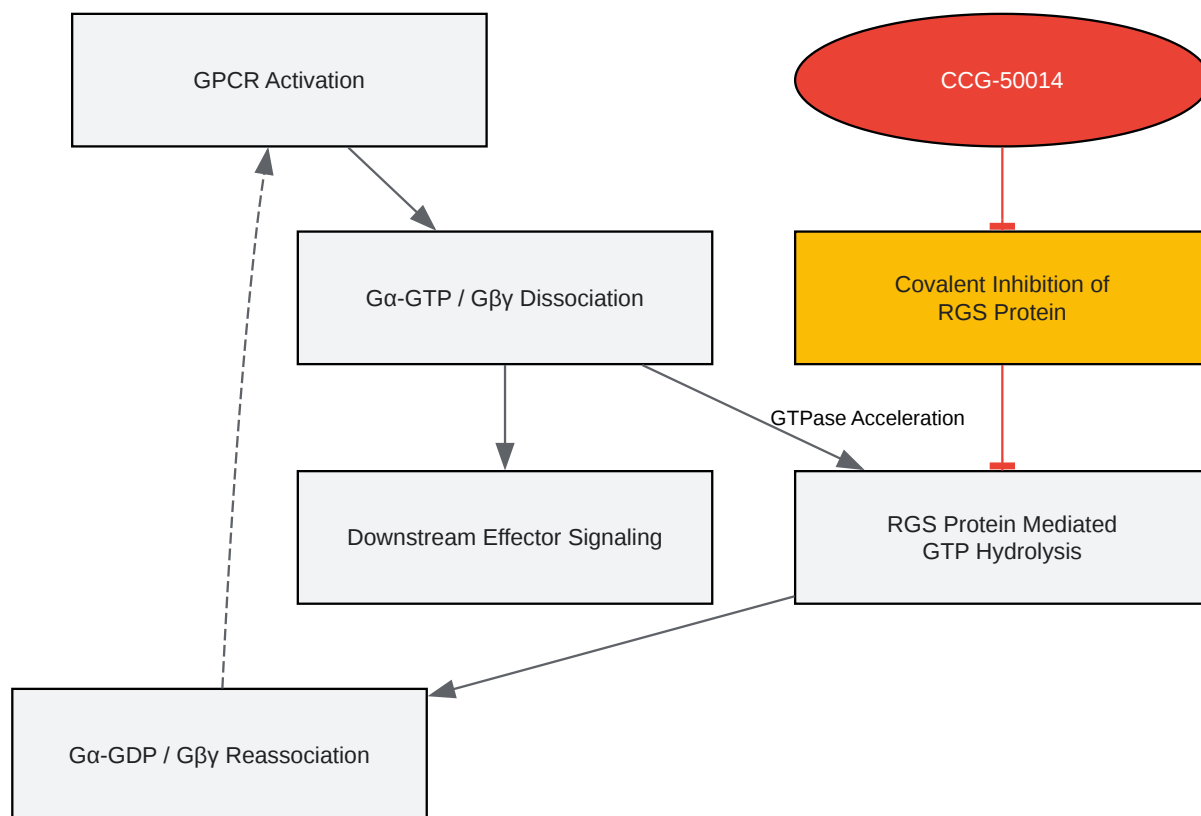 GPCR Activation
CCG-50014
Gα-GTP / Gβγ Dissociation
Covalent Inhibition of
RGS Protein
GTPase Acceleration
Downstream Effector Signaling
RGS Protein Mediated
GTP Hydrolysis
Gα-GDP / Gβγ Reassociation